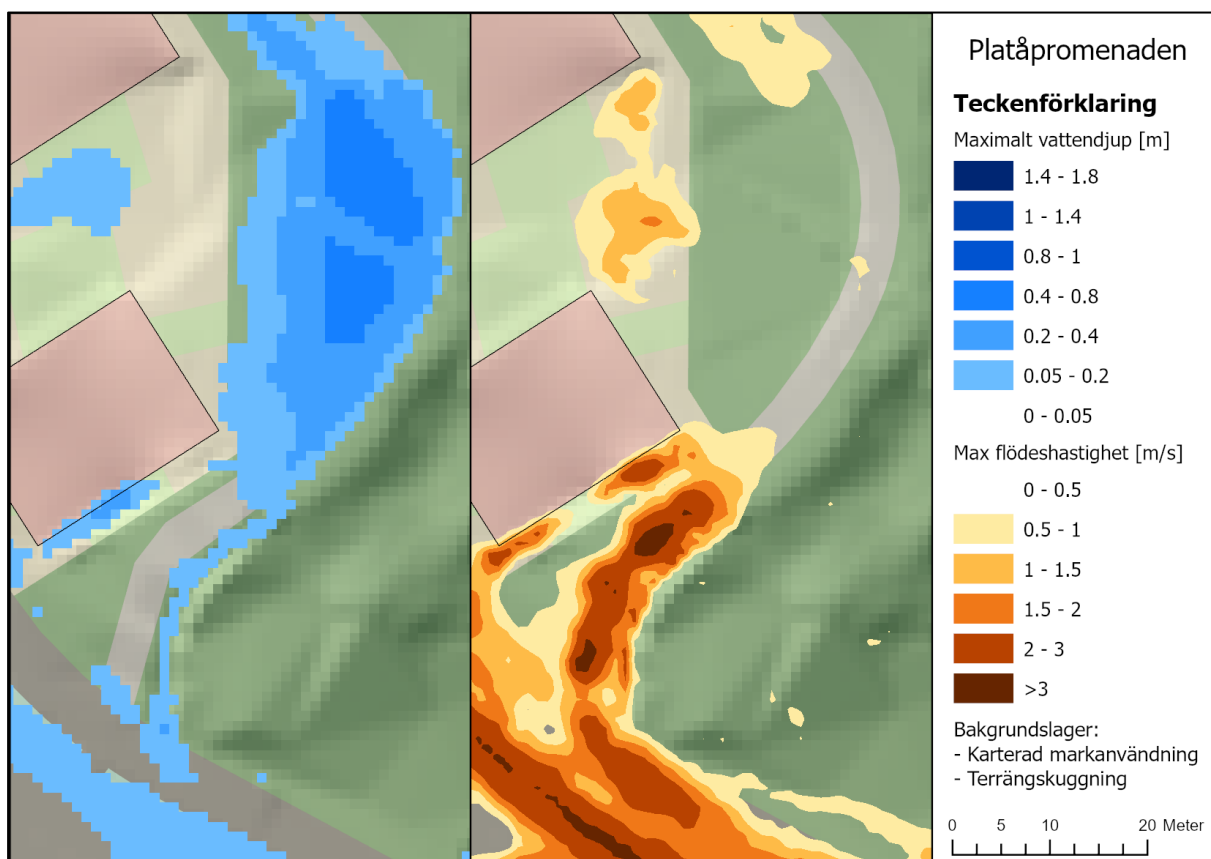 Platåpromenaden
Teckenförklaring
Maximalt vattendjup [m]
1.4 - 1.8
1 - 1.4
0.8 - 1
0.4 - 0.8
0.2 - 0.4
0.05 - 0.2
0 - 0.05
Max flödeshastighet [m/s]
0 - 0.5
0.5 - 1
1 - 1.5
1.5 - 2
2 - 3
>3
Bakgrundslager:
- Karterad markanvändning
- Terrängskuggning
0 5 10 20 Meter